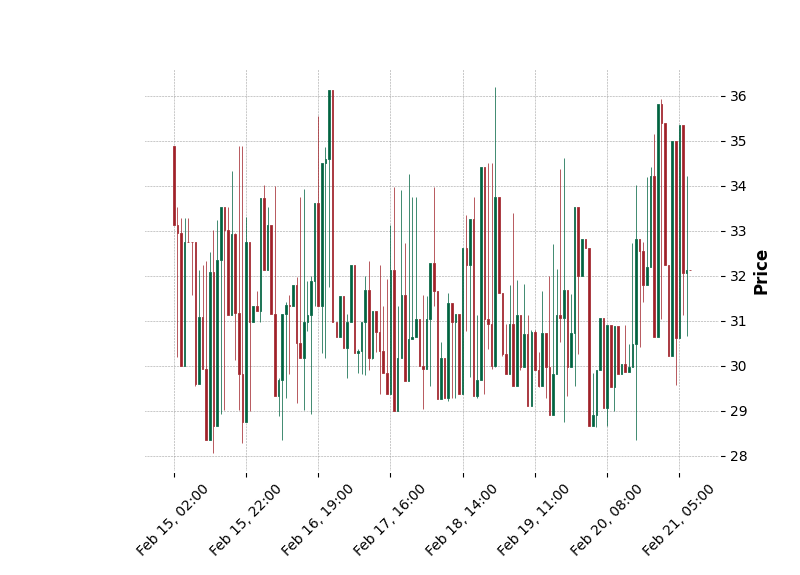 36
35
34
33
32
31
30
29
28
Price
Feb 15, 02:00
Feb 15, 22:00
Feb 16, 19:00
Feb 17, 16:00
Feb 18, 14:00
Feb 19, 11:00
Feb 20, 08:00
Feb 21, 05:00